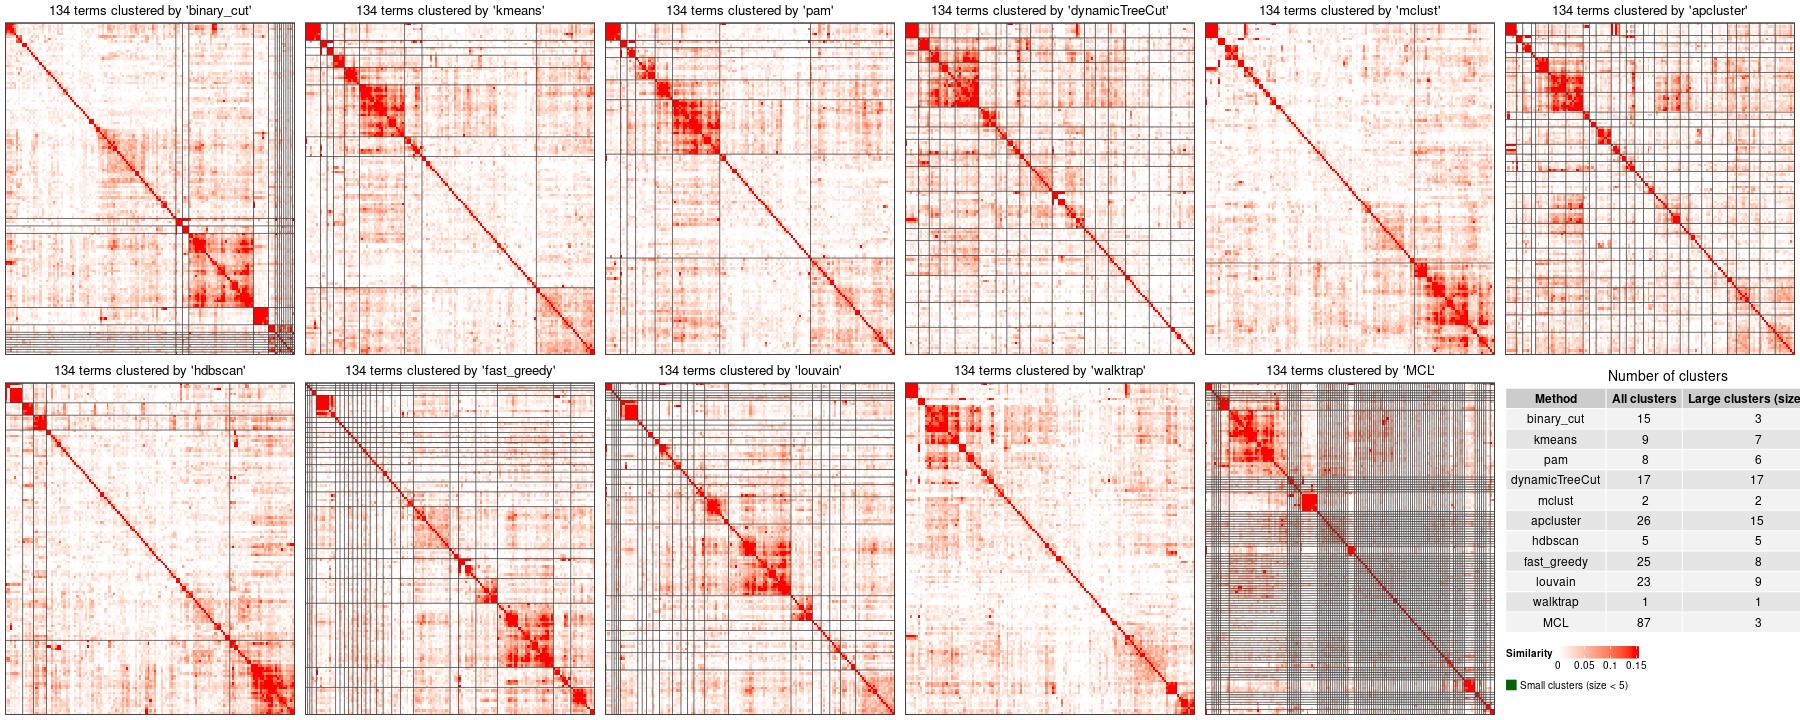 134 terms clustered by 'binary_cut'
134 terms clustered by 'kmeans'
134 terms clustered by 'pam'
134 terms clustered by 'dynamicTreeCut'
134 terms clustered by 'mclust'
134 terms clustered by 'apcluster'
134 terms clustered by 'hdbscan'
134 terms clustered by 'fast_greedy'
134 terms clustered by 'louvain'
134 terms clustered by 'walktrap'
134 terms clustered by 'MCL'
Number of clusters
Method All clusters Large clusters (size
binary_cut 15 3
kmeans 9 7
pam 8 6
dynamicTreeCut 17 17
mclust 2 2
apcluster 26 15
hdbscan 5 5
fast_greedy 25 8
louvain 23 9
walktrap 1 1
MCL 87 3
Similarity
0 0.05 0.1 0.15
Small clusters (size < 5)